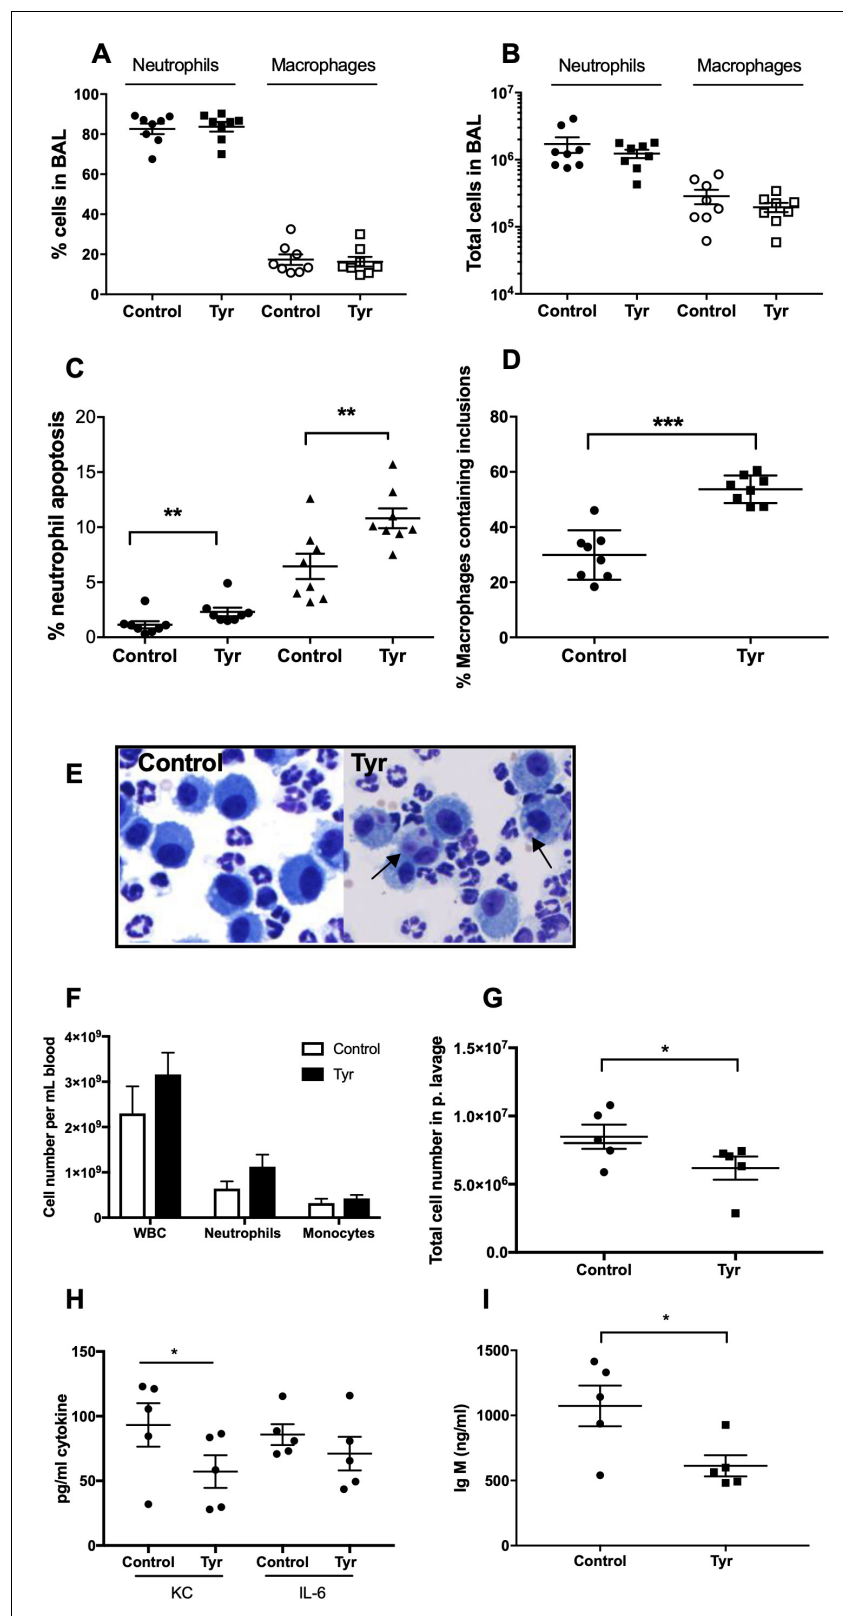 A
Neutrophils Macrophages
% cells in BAL
100
80
60
40
20
0
Control Tyr Control Tyr
B
Neutrophils Macrophages
Total cells in BAL
10⁷
10⁶
10⁵
10⁴
Control Tyr Control Tyr
C
% neutrophil apoptosis
20
15
10
5
0
** **
Control Tyr Control Tyr
D
% Macrophages containing inclusions
80
60
40
20
0
***
Control Tyr
E
Control Tyr
F
Cell number per mL blood
4×10⁹
3×10⁹
2×10⁹
1×10⁹
0
Control
Tyr
WBC Neutrophils Monocytes
G
Total cell number in p. lavage
1.5×10⁷
1.0×10⁷
5.0×10⁶
0.0
*
Control Tyr
H
pg/ml cytokine
150
100
50
0
*
Control Tyr Control Tyr
KC IL-6
I
Ig M (ng/ml)
1500
1000
500
0
*
Control Tyr